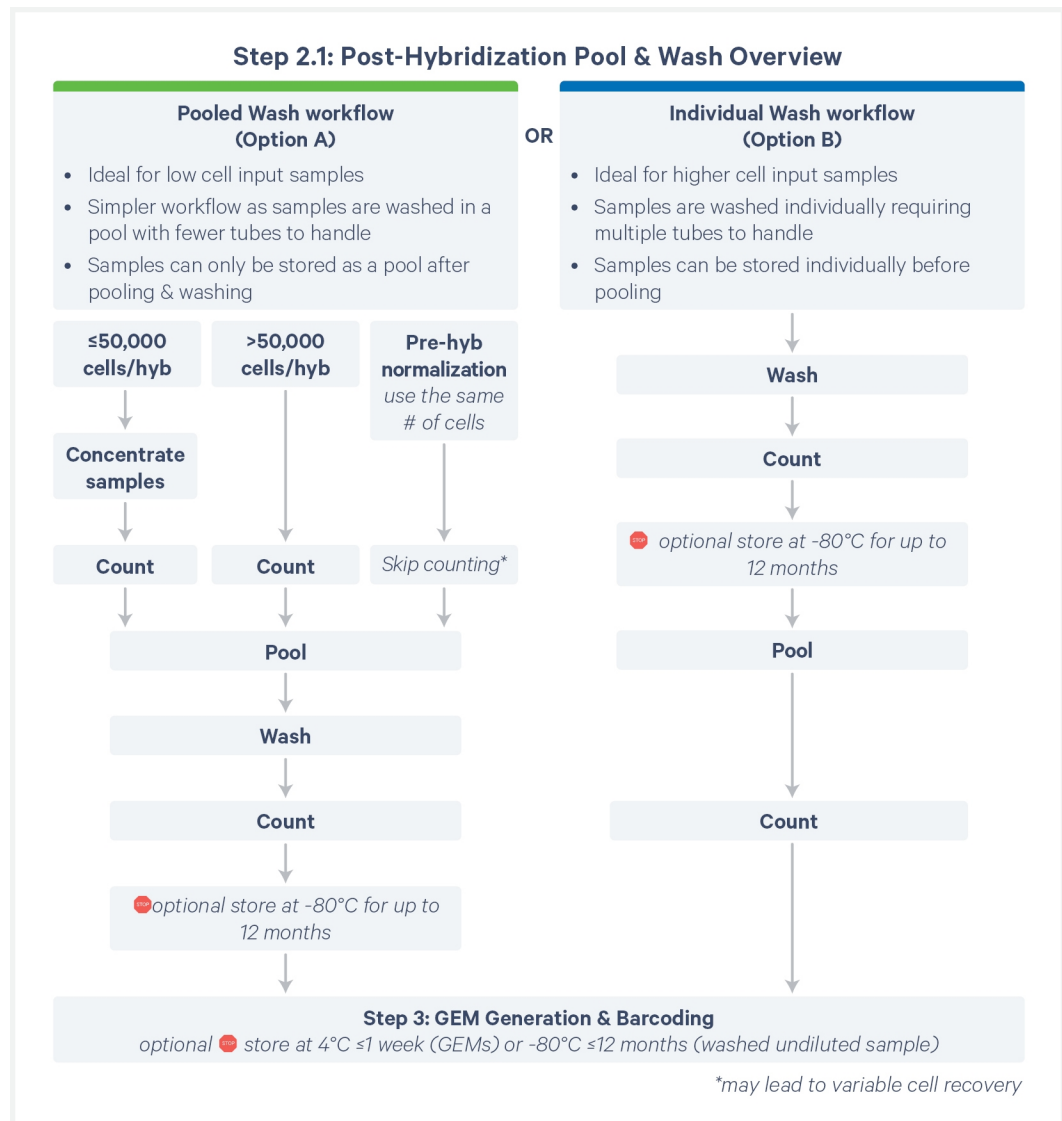 Step 2.1: Post-Hybridization Pool & Wash Overview
Pooled Wash workflow
(Option A)
• Ideal for low cell input samples
• Simpler workflow as samples are washed in a
pool with fewer tubes to handle
• Samples can only be stored as a pool after
pooling & washing
OR
Individual Wash workflow
(Option B)
• Ideal for higher cell input samples
• Samples are washed individually requiring
multiple tubes to handle
• Samples can be stored individually before
pooling
≤50,000
cells/hyb
Concentrate
samples
Count
>50,000
cells/hyb
Count
Pre-hyb
normalization
use the same
# of cells
Skip counting*
Pool
Wash
Count
STOP optional store at -80°C for up to
12 months
Wash
Count
STOP optional store at -80°C for up to
12 months
Pool
Count
Step 3: GEM Generation & Barcoding
optional STOP store at 4°C ≤1 week (GEMs) or -80°C ≤12 months (washed undiluted sample)
*may lead to variable cell recovery